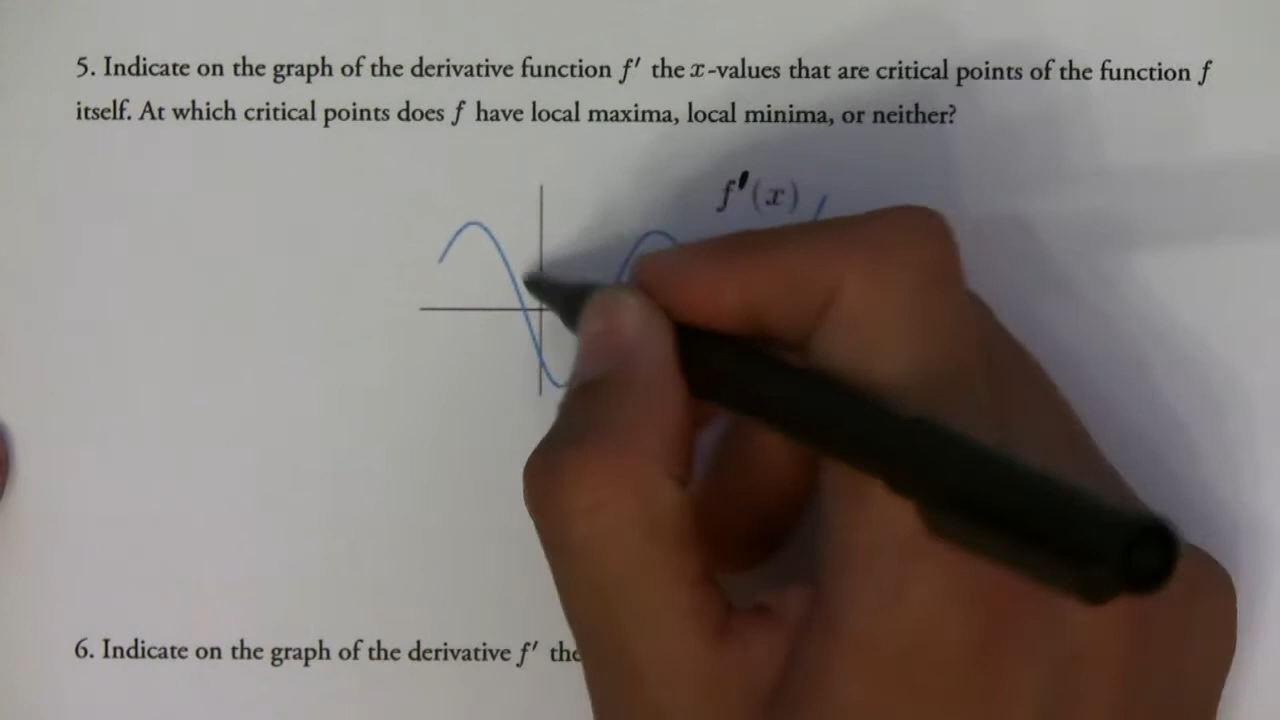 5. Indicate on the graph of the derivative function f′ the x-values that are critical points of the function f
itself. At which critical points does f have local maxima, local minima, or neither?
f′(x)
6. Indicate on the graph of the derivative f′ the